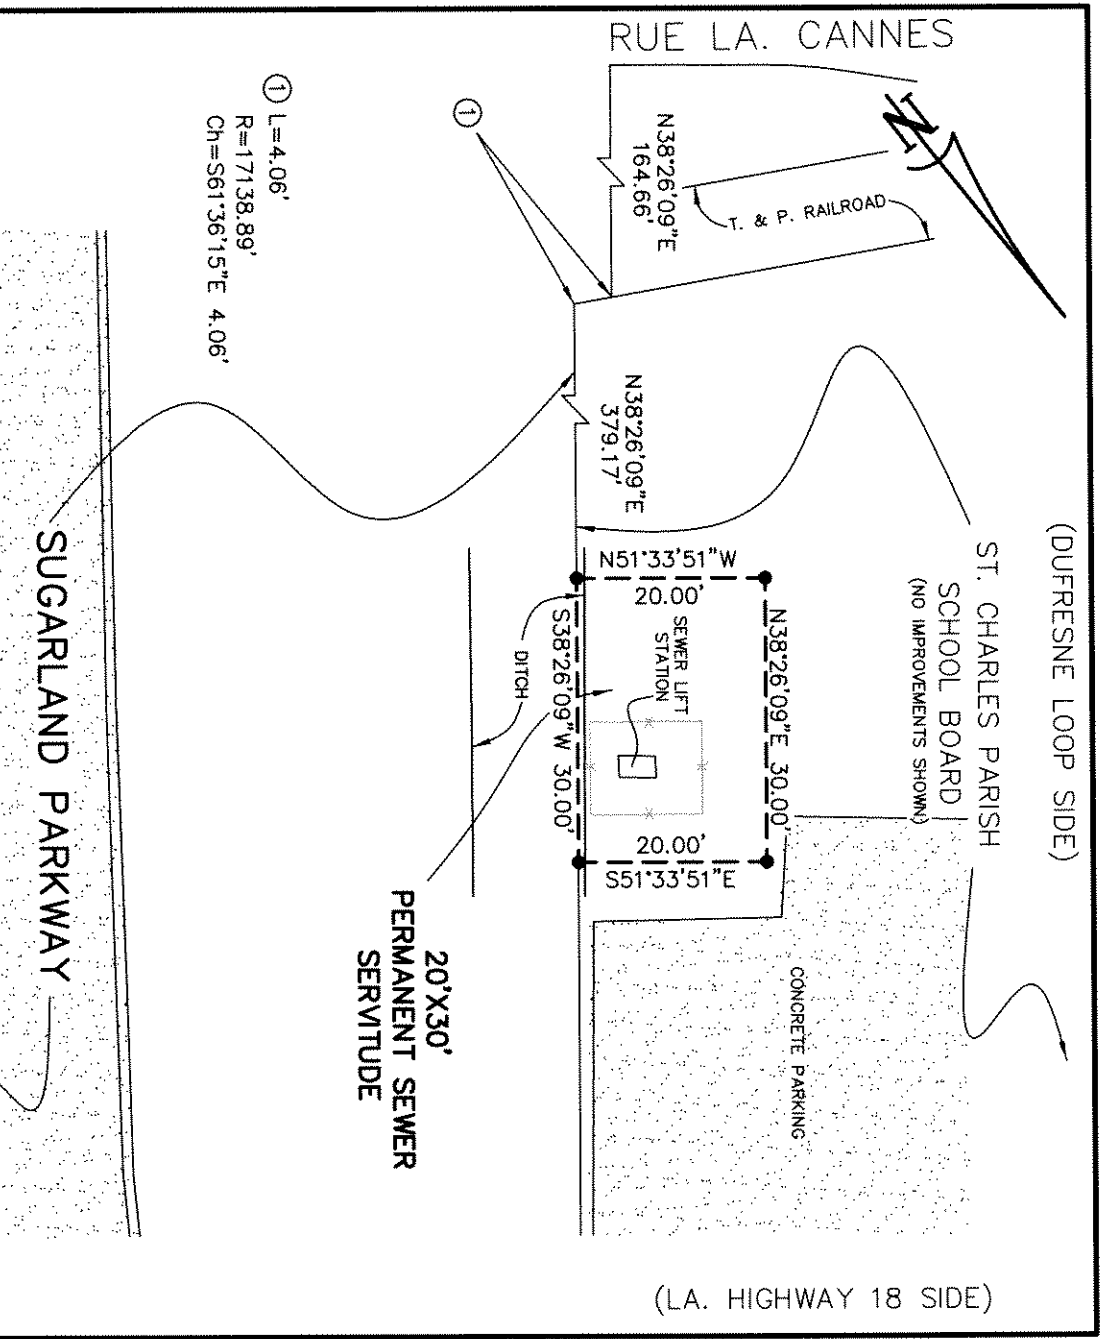 RUE LA. CANNES
N
T. & P. RAILROAD
N38°26'09"E
164.66'
①
① L=4.06'
R=17138.89'
Ch=S61°36'15"E 4.06'
(DUFRESNE LOOP SIDE)
ST. CHARLES PARISH
SCHOOL BOARD
(NO IMPROVEMENTS SHOWN)
N38°26'09"E
379.17'
N51°33'51"W
20.00'
N38°26'09"E 30.00'
SEWER LIFT
STATION
S38°26'09"W 30.00'
DITCH
20.00'
S51°33'51"E
CONCRETE PARKING
20'X30'
PERMANENT SEWER
SERVITUDE
SUGARLAND PARKWAY
(LA. HIGHWAY 18 SIDE)